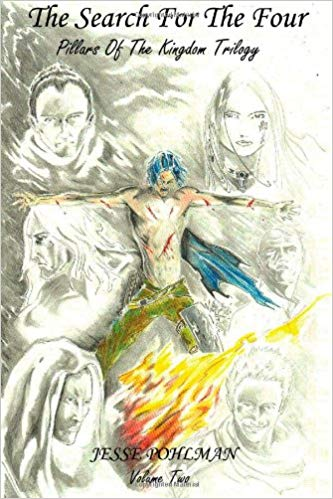 The Search For The Four
Pillars Of The Kingdom Trilogy
JESSE POHLMAN
Volume Two